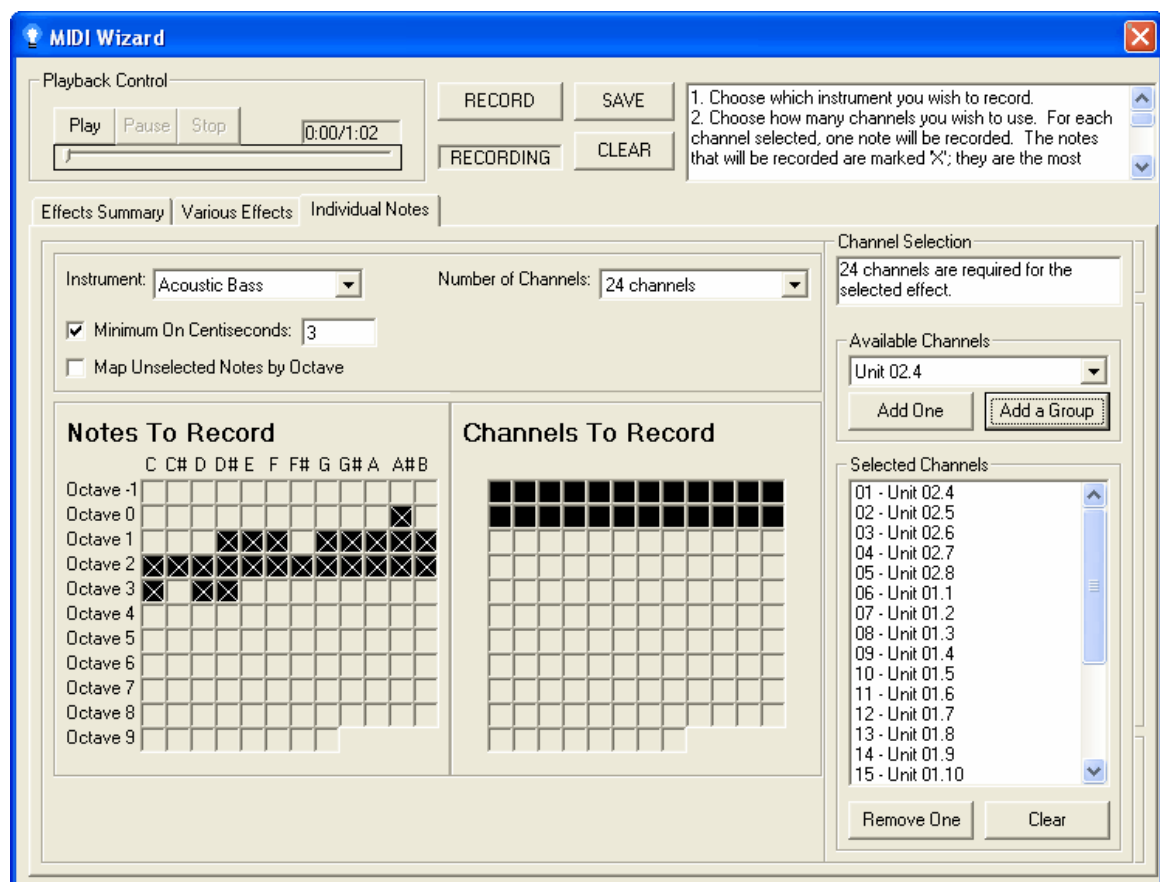 MIDI Wizard
Playback Control
Play Pause Stop 0:00/1:02
RECORD SAVE
RECORDING CLEAR
1. Choose which instrument you wish to record.
2. Choose how many channels you wish to use. For each
channel selected, one note will be recorded. The notes
that will be recorded are marked 'X'; they are the most
Effects Summary Various Effects Individual Notes
Instrument: Acoustic Bass Number of Channels: 24 channels
Minimum On Centiseconds: 3
Map Unselected Notes by Octave
Notes To Record
C C# D D# E F F# G G# A A# B
Octave -1
Octave 0
Octave 1
Octave 2
Octave 3
Octave 4
Octave 5
Octave 6
Octave 7
Octave 8
Octave 9
Channels To Record
Channel Selection
24 channels are required for the
selected effect.
Available Channels
Unit 02.4
Add One Add a Group
Selected Channels
01 - Unit 02.4
02 - Unit 02.5
03 - Unit 02.6
04 - Unit 02.7
05 - Unit 02.8
06 - Unit 01.1
07 - Unit 01.2
08 - Unit 01.3
09 - Unit 01.4
10 - Unit 01.5
11 - Unit 01.6
12 - Unit 01.7
13 - Unit 01.8
14 - Unit 01.9
15 - Unit 01.10
Remove One Clear